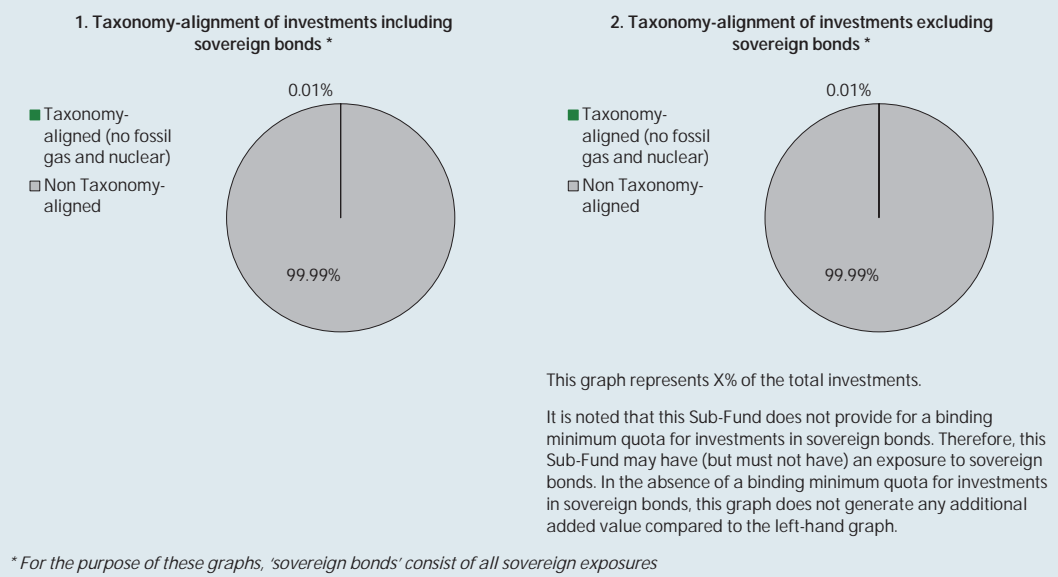 1. Taxonomy-alignment of investments including
sovereign bonds *
0.01%
Taxonomy-
aligned (no fossil
gas and nuclear)
Non Taxonomy-
aligned
99.99%
2. Taxonomy-alignment of investments excluding
sovereign bonds *
0.01%
Taxonomy-
aligned (no fossil
gas and nuclear)
Non Taxonomy-
aligned
99.99%
This graph represents X% of the total investments.
It is noted that this Sub-Fund does not provide for a binding
minimum quota for investments in sovereign bonds. Therefore, this
Sub-Fund may have (but must not have) an exposure to sovereign
bonds. In the absence of a binding minimum quota for investments
in sovereign bonds, this graph does not generate any additional
added value compared to the left-hand graph.
* For the purpose of these graphs, ‘sovereign bonds’ consist of all sovereign exposures